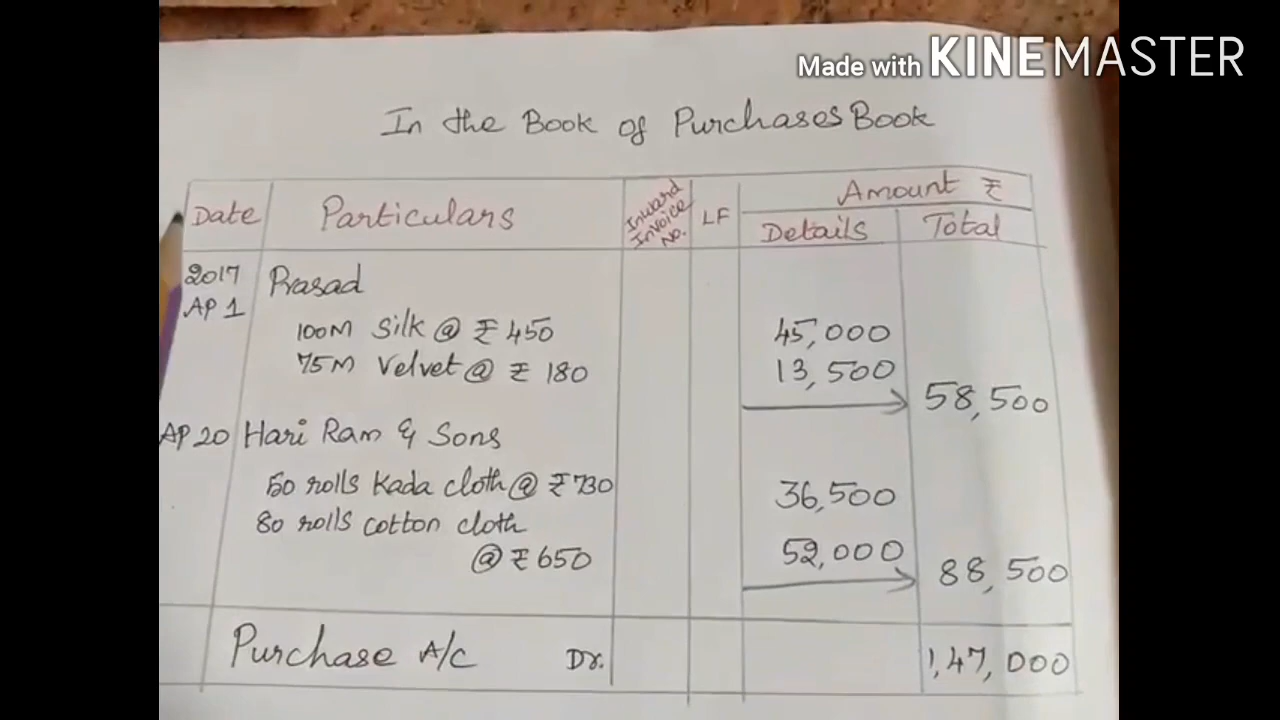 Made with KINEMASTER
In the Book of Purchases Book
Date Particulars Inward Invoice No. LF Amount ₹
Details Total
2017
AP 1 Prasad
100M Silk @ ₹ 450 45,000
75M Velvet @ ₹ 180 13,500
58,500
AP 20 Hari Ram & Sons
50 rolls Kada cloth @ ₹ 730 36,500
80 rolls cotton cloth
@ ₹ 650 52,000
88,500
Purchase A/c Dr. 1,47,000